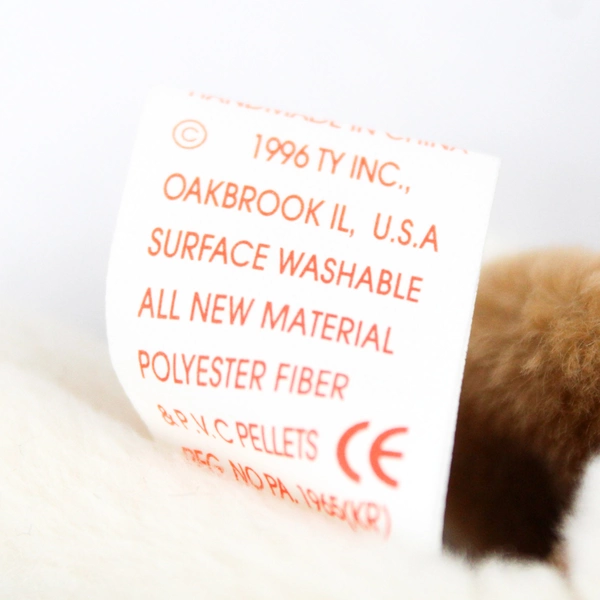 HANDMADE IN CHINA
© 1996 TY INC.,
OAKBROOK IL, U.S.A
SURFACE WASHABLE
ALL NEW MATERIAL
POLYESTER FIBER
& P.V.C PELLETS CE
REG. NO PA. 1965(KR)